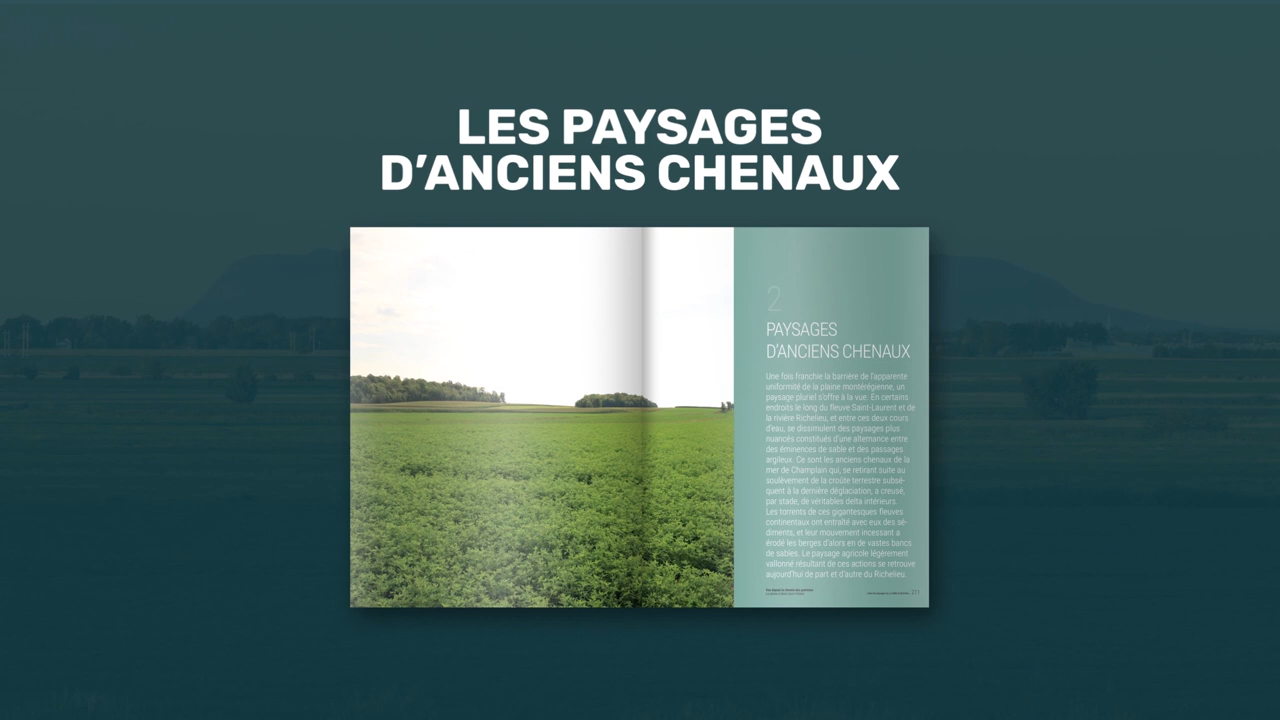 LES PAYSAGES
D'ANCIENS CHENAUX
2
PAYSAGES
D'ANCIENS CHENAUX
Une fois franchie la barrière de l'apparente
uniformité de la plaine montérégienne, un
paysage pluriel s'offre à la vue. En certains
endroits le long du fleuve Saint-Laurent et de
la rivière Richelieu, et entre ces deux cours
d'eau, se dissimulent des paysages plus
nuancés constitués d'une alternance entre
des éminences de sable et des passages
argileux. Ce sont les anciens chenaux de la
mer de Champlain qui, se retirant suite au
soulèvement de la croûte terrestre subsé-
quent à la dernière déglaciation, a creusé,
par stade, de véritables delta intérieurs.
Les torrents de ces gigantesques fleuves
continentaux ont entraîté avec eux des sé-
diments, et leur mouvement incessant a
érodé les berges d'alors en de vastes bancs
de sables. Le paysage agricole légèrement
vallonné résultant de ces actions se retrouve
aujourd'hui de part et d'autre du Richelieu.
211